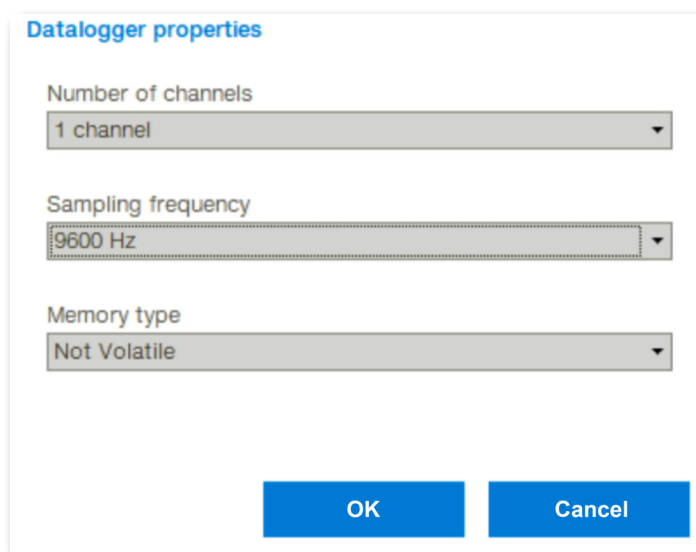 Datalogger properties
Number of channels
1 channel
Sampling frequency
9600 Hz
Memory type
Not Volatile
OK Cancel